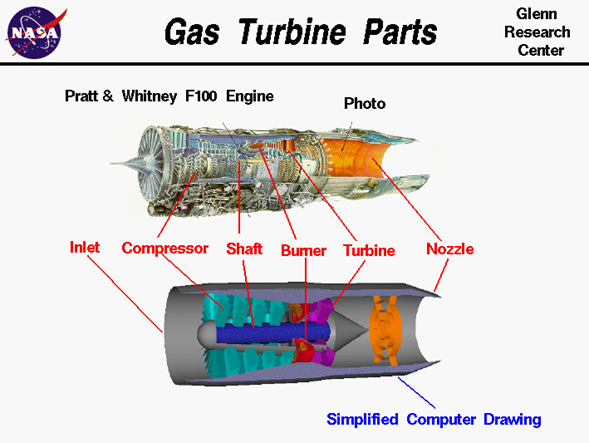 NASA
Gas Turbine Parts
Glenn
Research
Center
Pratt & Whitney F100 Engine
Photo
Inlet Compressor Shaft Burner Turbine Nozzle
Simplified Computer Drawing